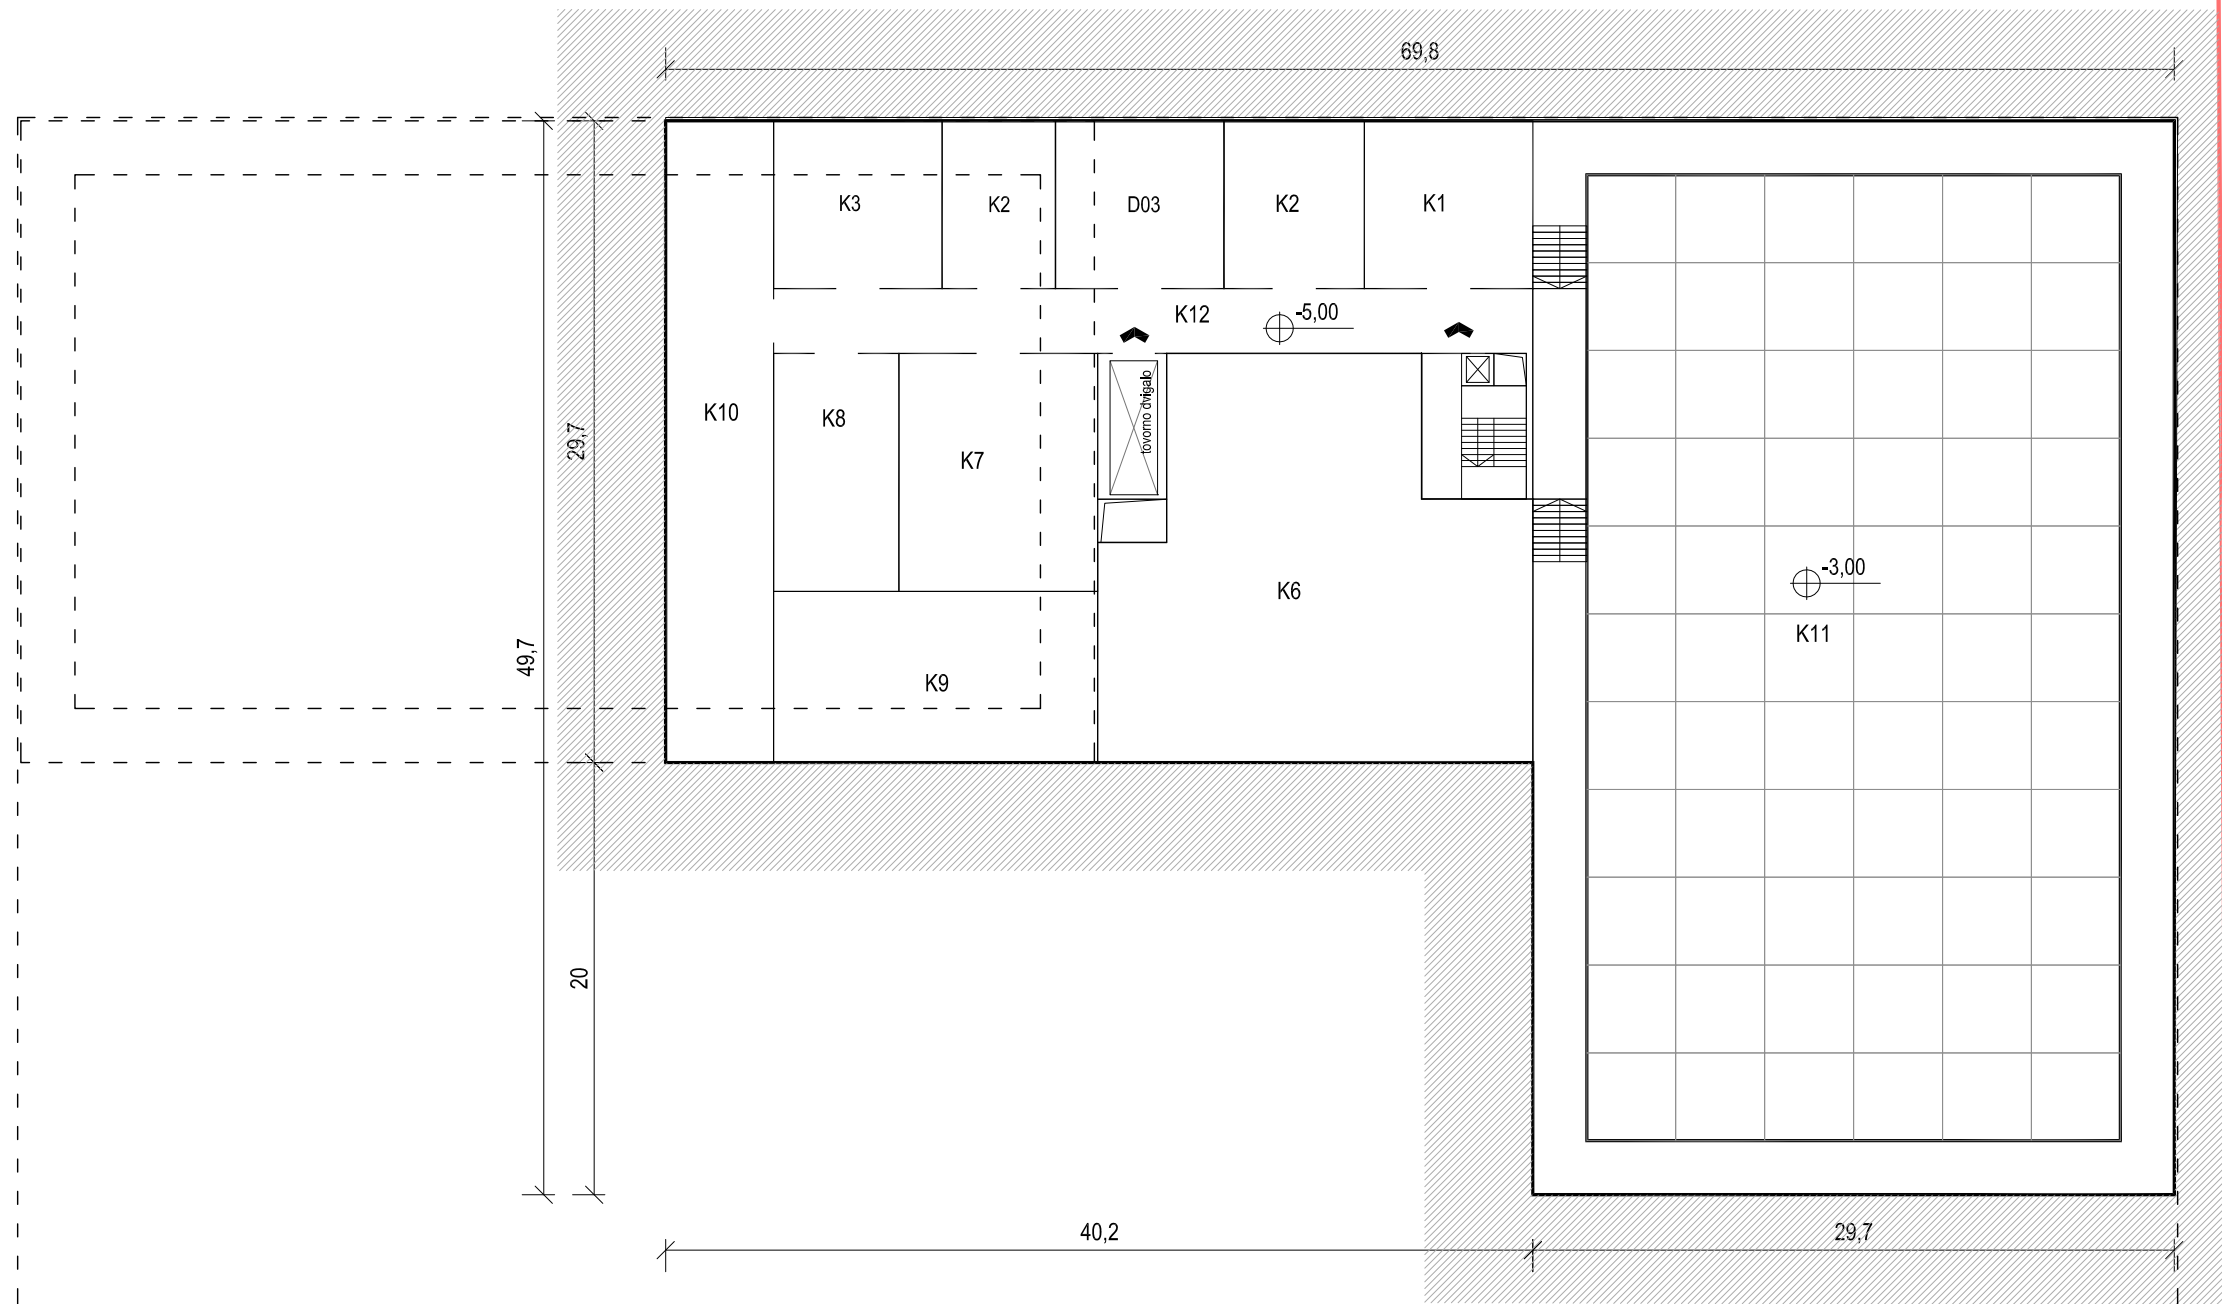 69,8
K3
K2
D03
K2
K1
K12
-5,00
tovorno dvigalo
K10
K8
K7
29,7
K6
-3,00
K11
49,7
K9
20
40,2
29,7